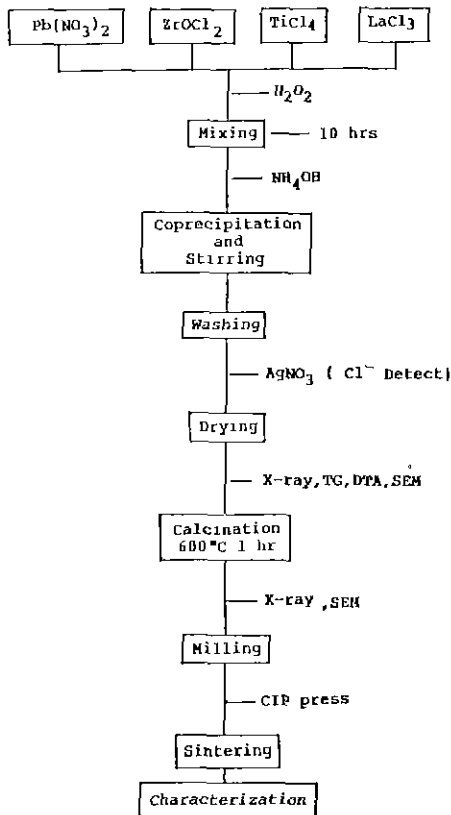 Pb(NO₃)₂ ZrOCl₂ TiCl₄ LaCl₃
H₂O₂
Mixing 10 hrs
NH₄OH
Coprecipitation
and
Stirring
Washing
AgNO₃ ( Cl⁻ Detect)
Drying
X-ray,TG,DTA,SEM
Calcination
600°C 1 hr
X-ray ,SEM
Milling
CIP press
Sintering
Characterization